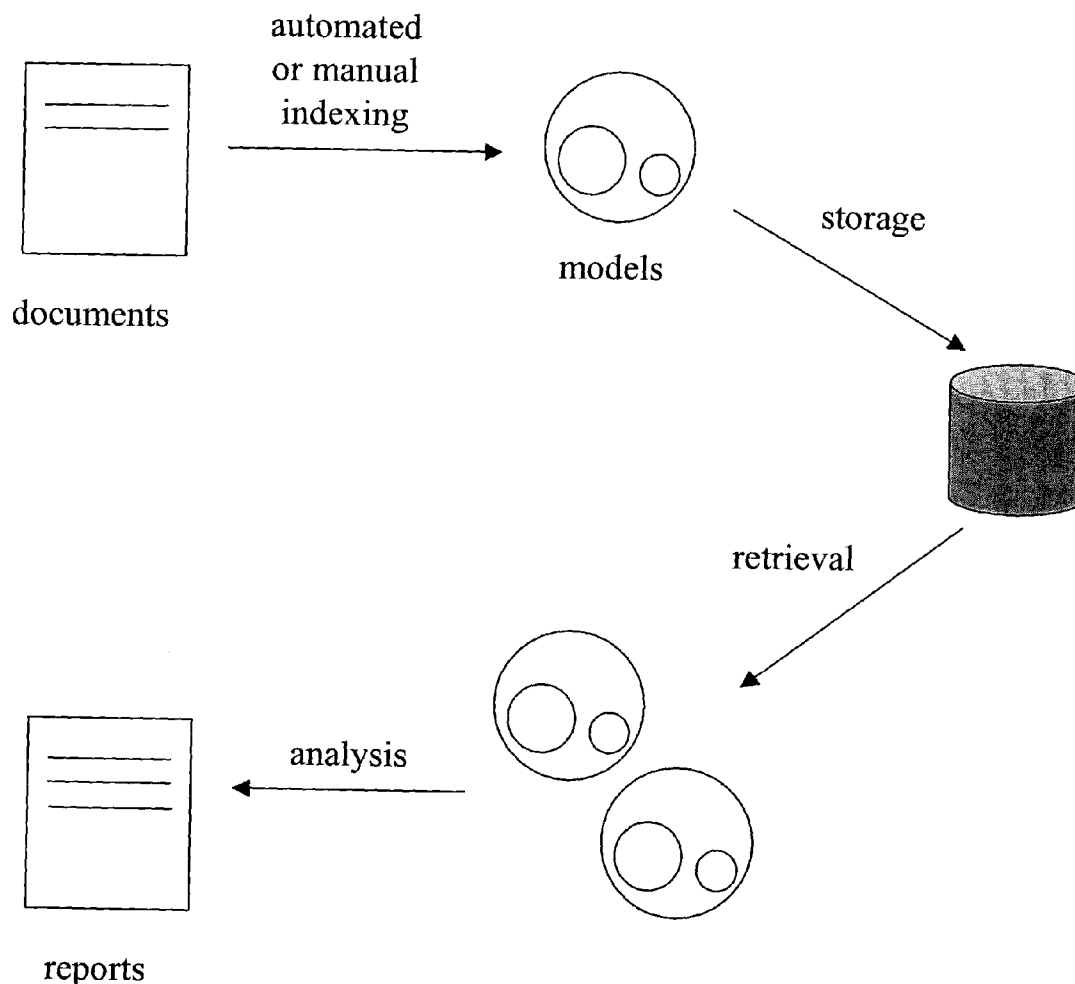 automated
or manual
indexing
documents
models
storage
retrieval
analysis
reports